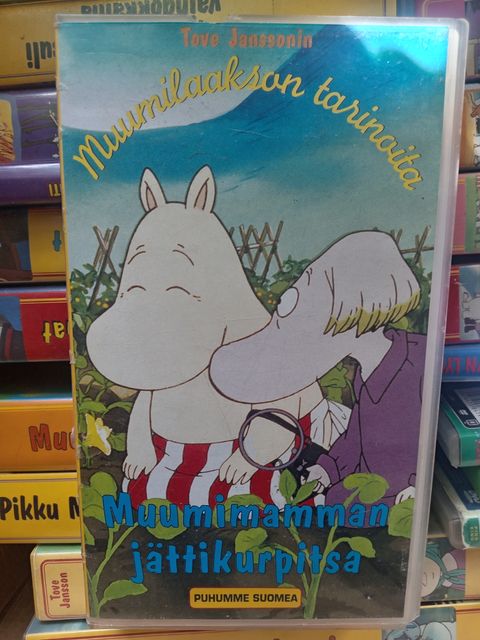 Tove Janssonin
Muumilaakson tarinoita
Muumimamman
jättikurpitsa
PUHUMME SUOMEA
Pikku
Tove
Jansson